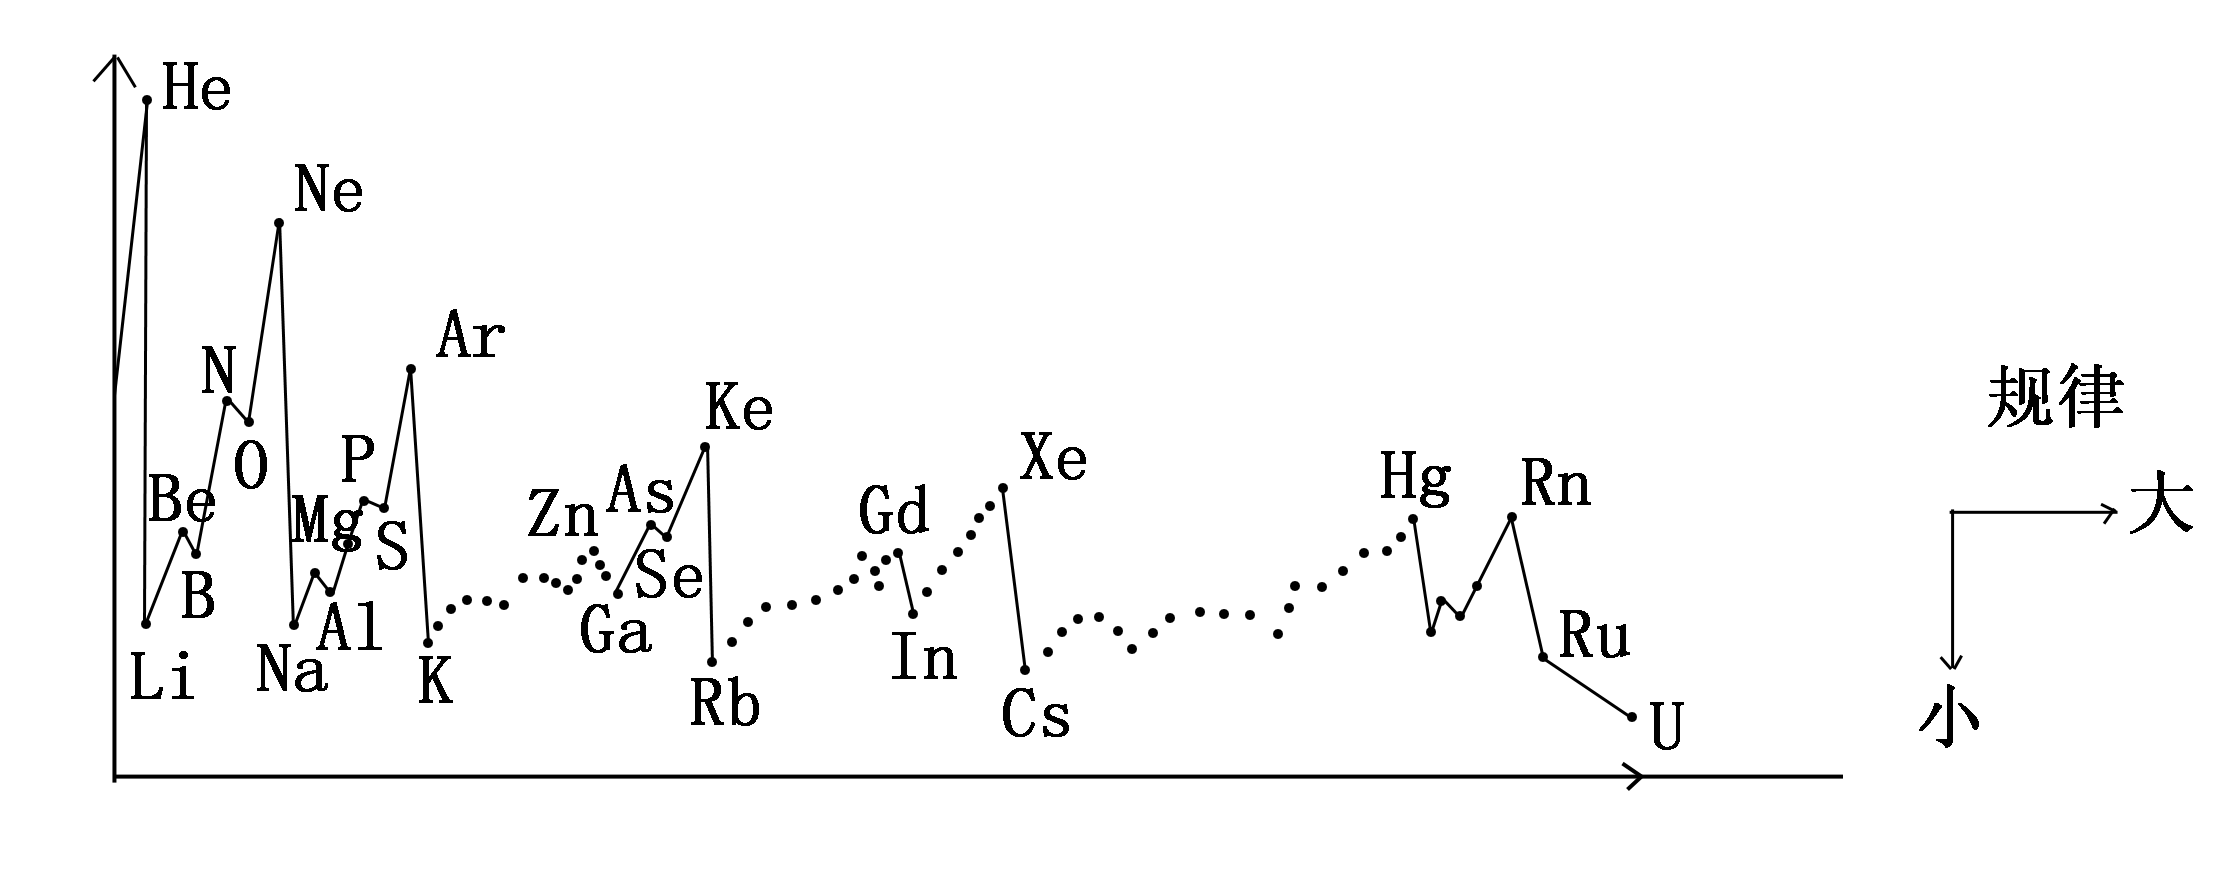 He
Ne
Ar
N
O
Be
B
Li
P
Mg
S
Al
Na
K
Zn
As
Ke
Se
Ga
Rb
Gd
Xe
In
Cs
Hg
Rn
Ru
U
规律
大
小